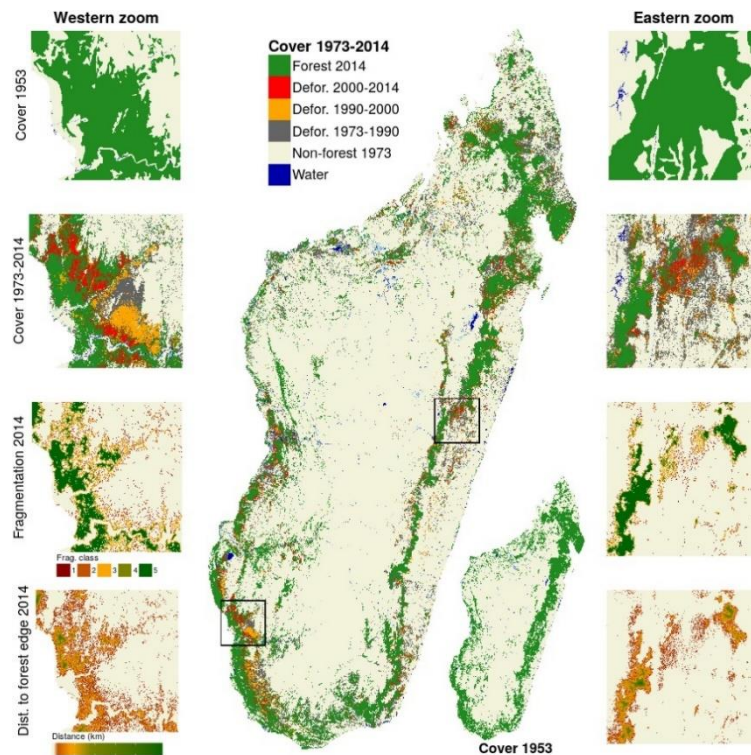 Western zoom
Eastern zoom
Cover 1953
Cover 1973-2014
Fragmentation 2014
Dist. to forest edge 2014
Cover 1973-2014
Forest 2014
Defor. 2000-2014
Defor. 1990-2000
Defor. 1973-1990
Non-forest 1973
Water
Frag. class
1 2 3 4 5
Distance (km)
Cover 1953